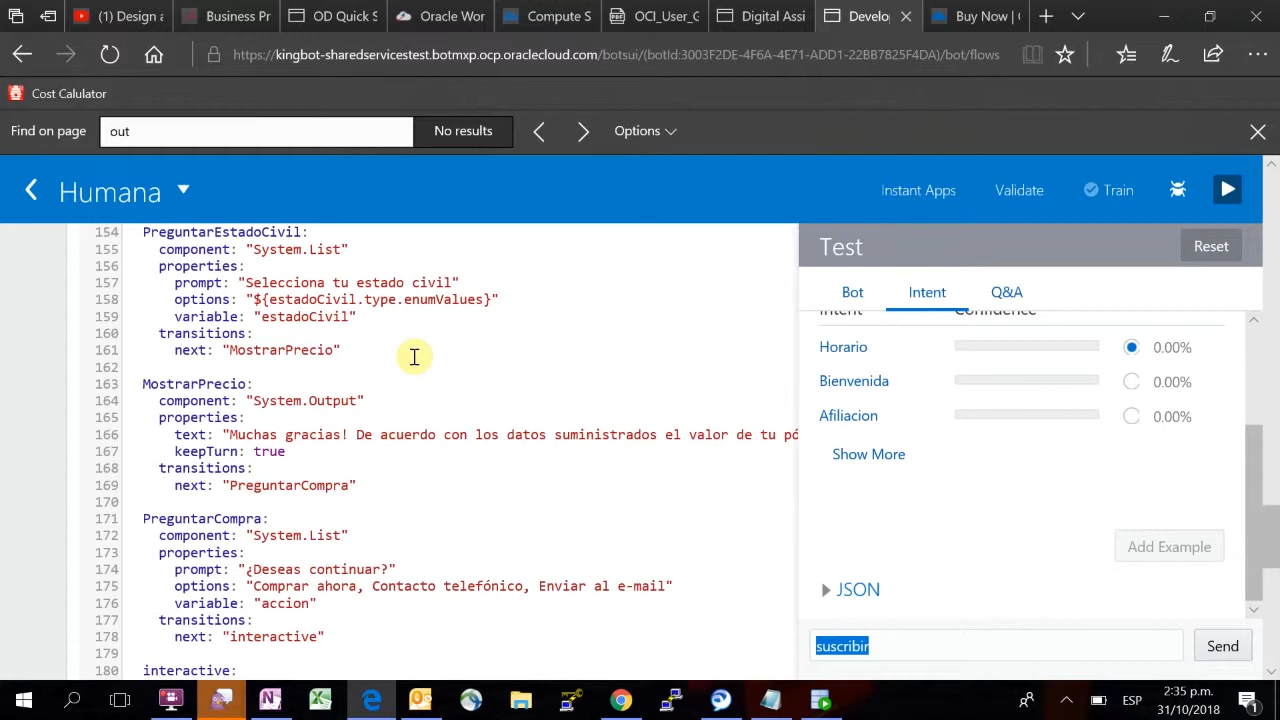 (1) Design a
Business Pr
OD Quick S
Oracle Wor
Compute S
OCI_User_G
Digital Assi
Develo
Buy Now | 
https://kingbot-sharedservicestest.botmxp.ocp.oraclecloud.com/botsui/(botId:3003F2DE-4F6A-4E71-ADD1-22BB7825F4DA)/bot/flows
Cost Calulator
Find on page
out
No results
Options
Humana
Instant Apps
Validate
Train
154 PreguntarEstadoCivil:
155 component: "System.List"
156 properties:
157 prompt: "Selecciona tu estado civil"
158 options: "${estadoCivil.type.enumValues}"
159 variable: "estadoCivil"
160 transitions:
161 next: "MostrarPrecio"
162
163 MostrarPrecio:
164 component: "System.Output"
165 properties:
166 text: "Muchas gracias! De acuerdo con los datos suministrados el valor de tu pó
167 keepTurn: true
168 transitions:
169 next: "PreguntarCompra"
170
171 PreguntarCompra:
172 component: "System.List"
173 properties:
174 prompt: "¿Deseas continuar?"
175 options: "Comprar ahora, Contacto telefónico, Enviar al e-mail"
176 variable: "accion"
177 transitions:
178 next: "interactive"
179
180 interactive:
Test
Reset
Bot
Intent
Q&A
Intent
Confidence
Horario
0.00%
Bienvenida
0.00%
Afiliacion
0.00%
Show More
Add Example
JSON
suscribir
Send
ESP
2:35 p.m.
31/10/2018
1